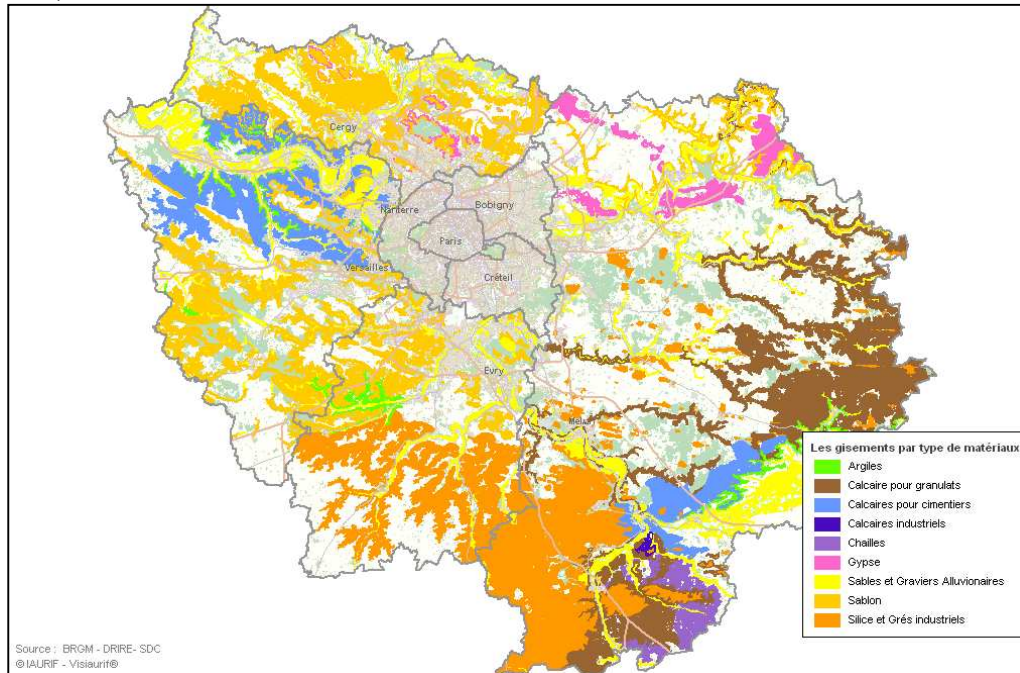 Cergy
Nanterre
Bobigny
Paris
Versailles
Créteil
Evry
Les gisements par type de matériaux
Argiles
Calcaire pour granulats
Calcaires pour cimentiers
Calcaires industriels
Chailles
Gypse
Sables et Graviers Alluvionaires
Sablon
Silice et Grés industriels
Source : BRGM - DRIRE- SDC
©IAURIF - Visiaurif®